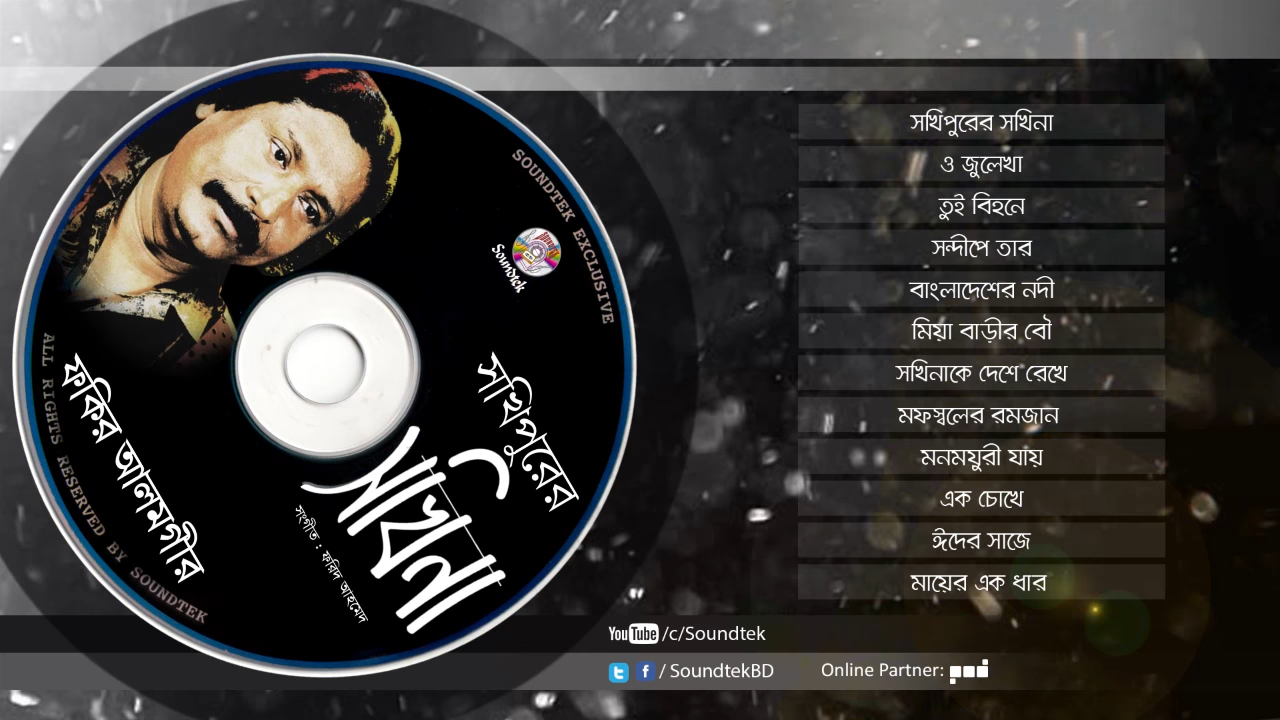 SOUNDTEK EXCLUSIVE
Soundtek
ফকির আলমগীর
সখিপুরের
সখিনা
সংগীত : ফরিদ আহমেদ
ALL RIGHTS RESERVED BY SOUNDTEK
সখিপুরের সখিনা
ও জুলেখা
তুই বিহনে
সন্দীপে তার
বাংলাদেশের নদী
মিয়া বাড়ীর বৌ
সখিনাকে দেশে রেখে
মফস্বলের রমজান
মনময়ুরী যায়
এক চোখে
ঈদের সাজে
মায়ের এক ধার
YouTube /c/Soundtek
/ SoundtekBD
Online Partner: